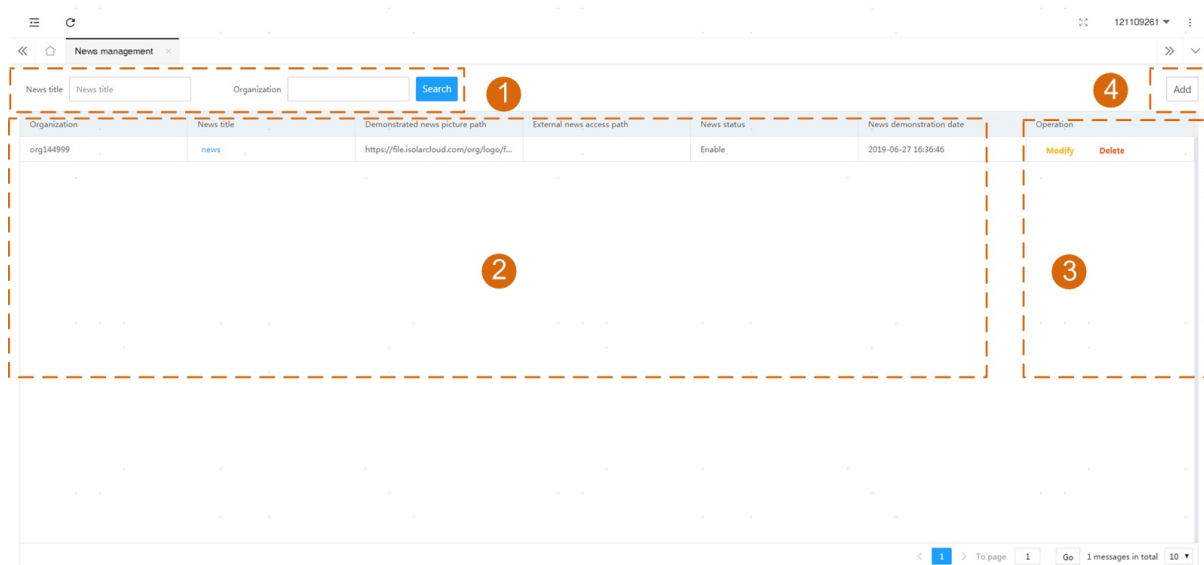 121109261
News management
News title News title Organization Search 1 4 Add
Organization News title Demonstrated news picture path External news access path News status News demonstration date Operation
org144999 news https://file.isolarcloud.com/org/logo/f... Enable 2019-06-27 16:36:46 Modify Delete
2 3
1 To page 1 Go 1 messages in total 10